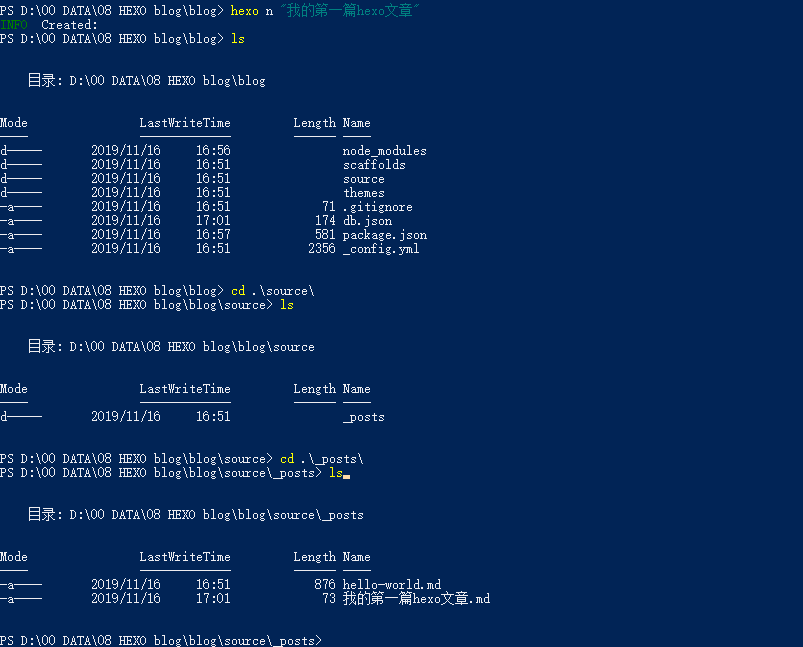 PS D:\00 DATA\08 HEXO blog\blog> hexo n "我的第一篇hexo文章"
INFO  Created:
PS D:\00 DATA\08 HEXO blog\blog> ls
目录: D:\00 DATA\08 HEXO blog\blog
Mode                LastWriteTime         Length Name
----                -------------         ------ ----
d-----       2019/11/16     16:56                node_modules
d-----       2019/11/16     16:51                scaffolds
d-----       2019/11/16     16:51                source
d-----       2019/11/16     16:51                themes
-a----       2019/11/16     16:51             71 .gitignore
-a----       2019/11/16     17:01            174 db.json
-a----       2019/11/16     16:57            581 package.json
-a----       2019/11/16     16:51           2356 _config.yml
PS D:\00 DATA\08 HEXO blog\blog> cd .\source\
PS D:\00 DATA\08 HEXO blog\blog\source> ls
目录: D:\00 DATA\08 HEXO blog\blog\source
Mode                LastWriteTime         Length Name
----                -------------         ------ ----
d-----       2019/11/16     16:51                _posts
PS D:\00 DATA\08 HEXO blog\blog\source> cd .\_posts\
PS D:\00 DATA\08 HEXO blog\blog\source\_posts> ls
目录: D:\00 DATA\08 HEXO blog\blog\source\_posts
Mode                LastWriteTime         Length Name
----                -------------         ------ ----
-a----       2019/11/16     16:51            876 hello-world.md
-a----       2019/11/16     17:01             73 我的第一篇hexo文章.md
PS D:\00 DATA\08 HEXO blog\blog\source\_posts>